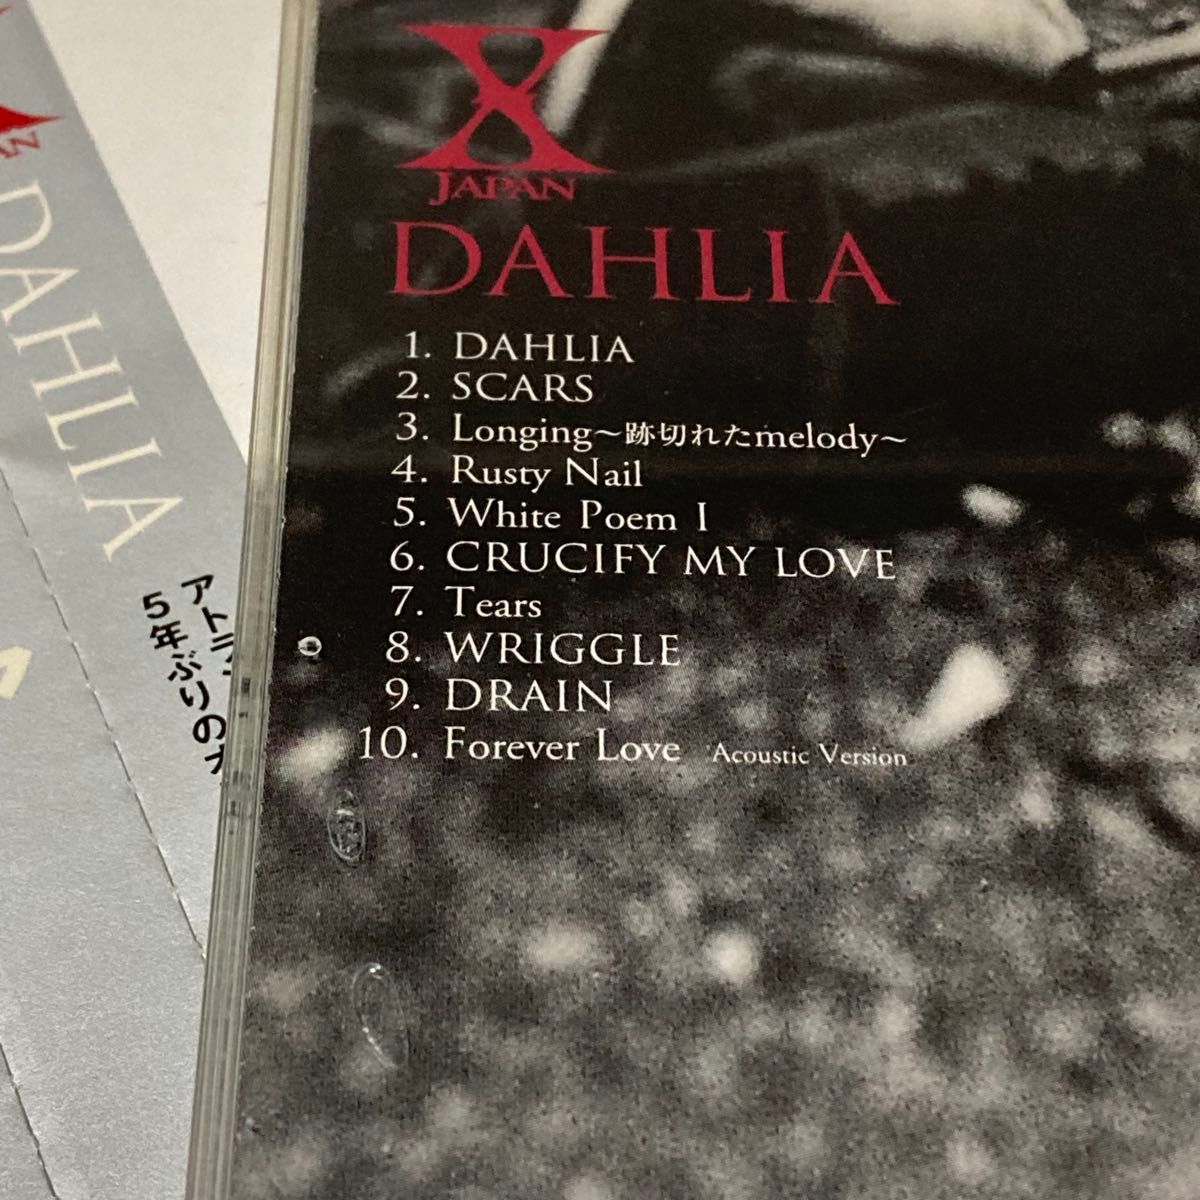 X
JAPAN
DAHLIA
1. DAHLIA
2. SCARS
3. Longing～跡切れたmelody～
4. Rusty Nail
5. White Poem I
6. CRUCIFY MY LOVE
7. Tears
8. WRIGGLE
9. DRAIN
10. Forever Love Acoustic Version
DAHLIA
アトラ
5年ぶりの